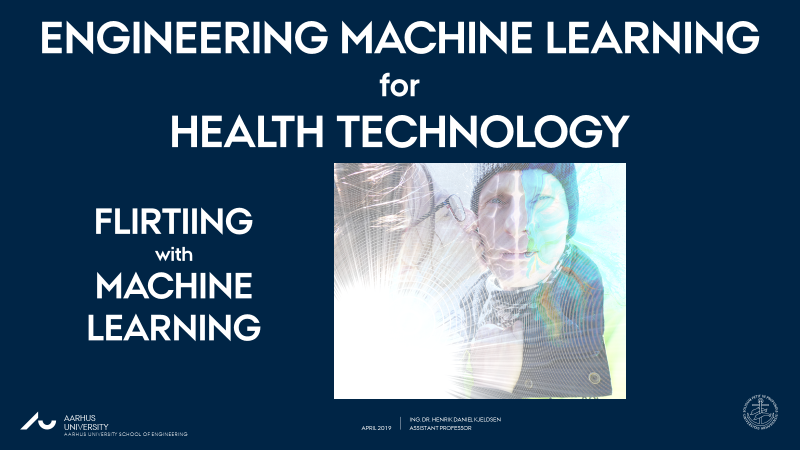 ENGINEERING MACHINE LEARNING
for
HEALTH TECHNOLOGY
FLIRTIING
with
MACHINE
LEARNING
AARHUS
UNIVERSITY
AARHUS UNIVERSITY SCHOOL OF ENGINEERING
APRIL 2019
ING.DR. HENRIK DANIEL KJELDSEN
ASSISTANT PROFESSOR